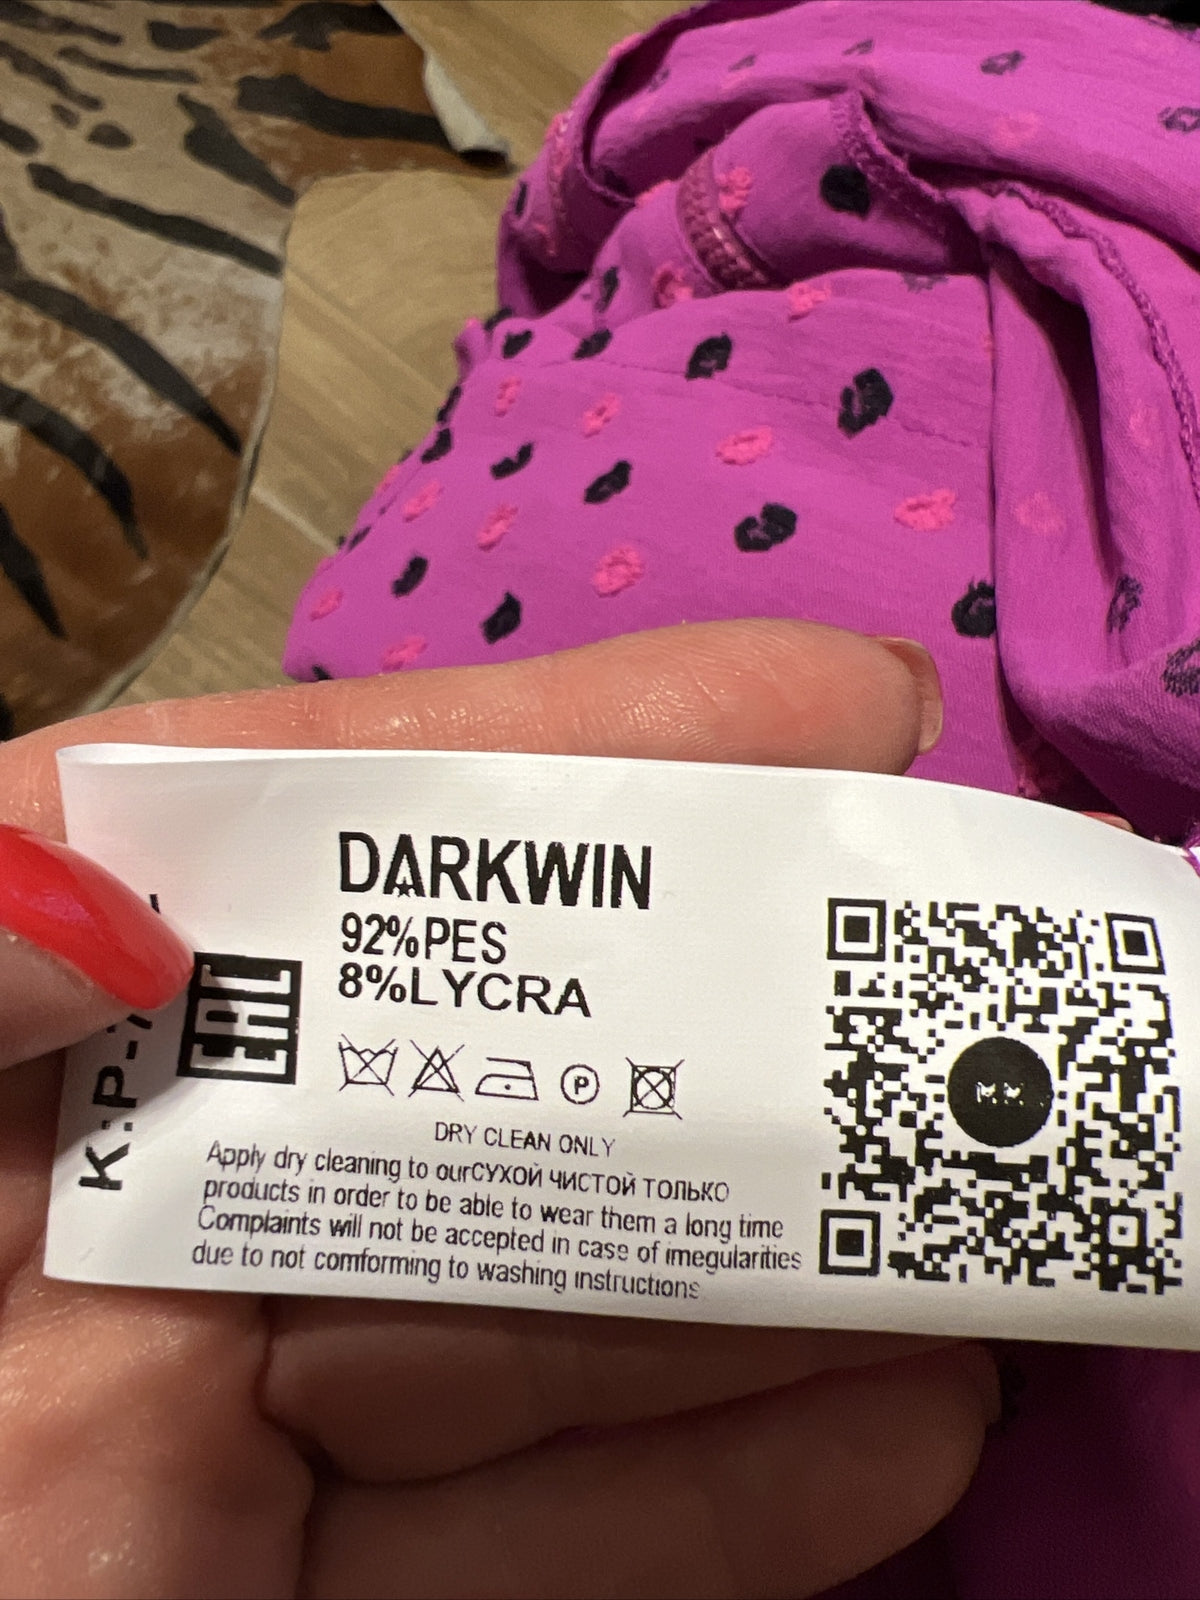 DARKWIN
92%PES
8%LYCRA
P
DRY CLEAN ONLY
Apply dry cleaning to ourСУХОЙ ЧИСТОЙ ТОЛЬКО
products in order to be able to wear them a long time
Complaints will not be accepted in case of imegularities
due to not comforming to washing instructions
EAC
K:P-7